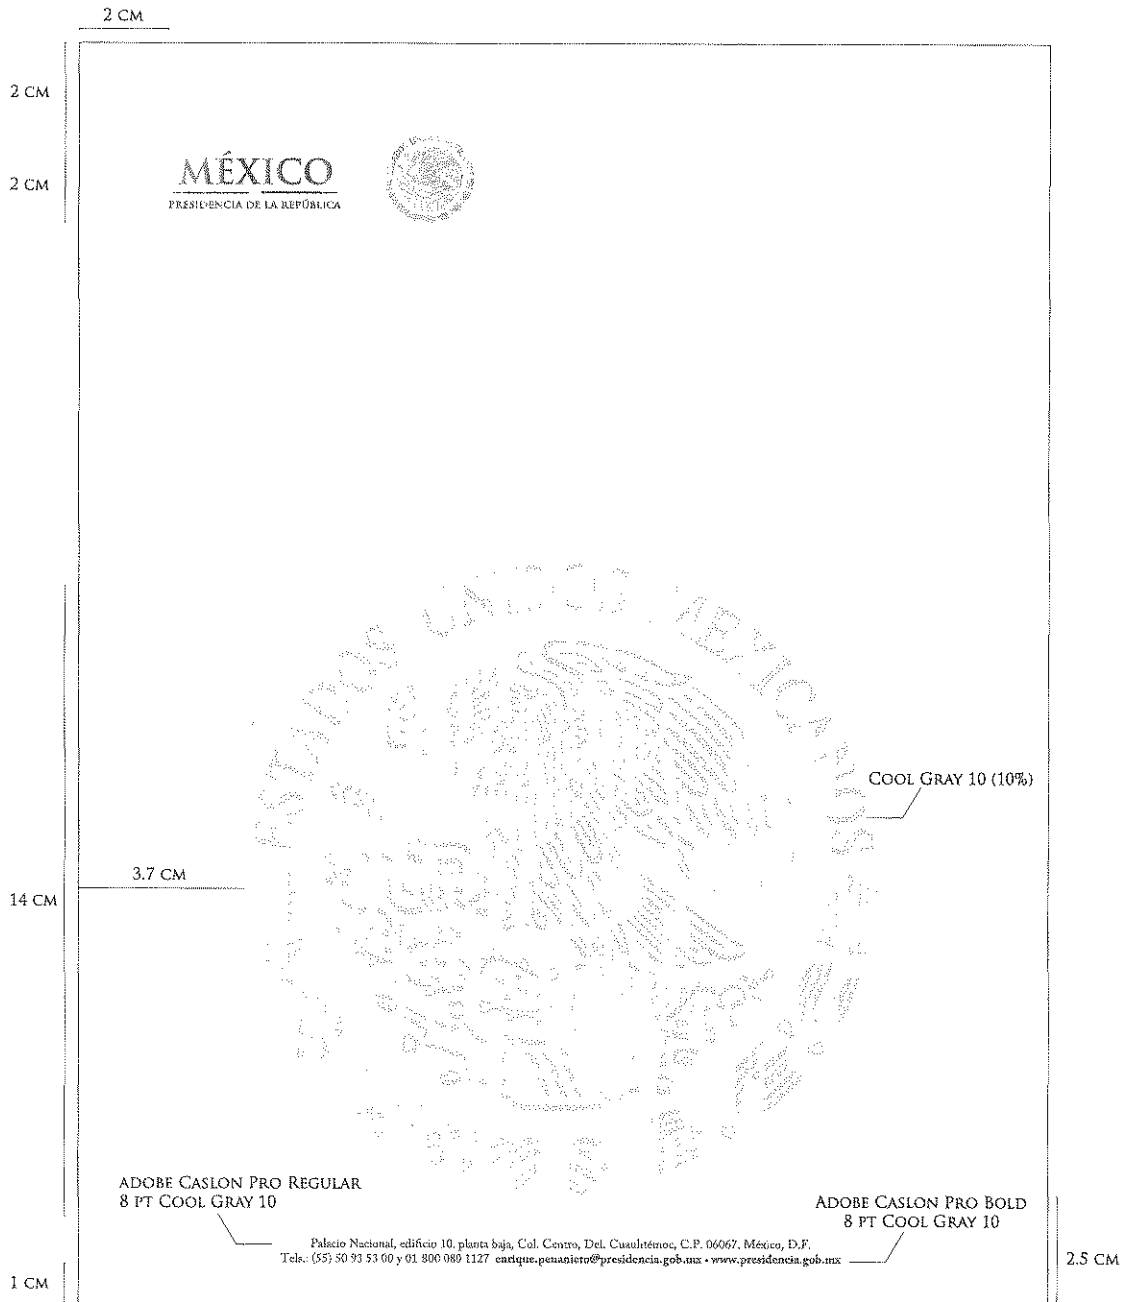 2 CM
2 CM
2 CM
MÉXICO
PRESIDENCIA DE LA REPÚBLICA
ESTADOS UNIDOS MEXICANOS
COOL GRAY 10 (10%)
3.7 CM
14 CM
ADOBE CASLON PRO REGULAR
8 PT COOL GRAY 10
ADOBE CASLON PRO BOLD
8 PT COOL GRAY 10
Palacio Nacional, edificio 10, planta baja, Col. Centro, Del. Cuauhtémoc, C.P. 06067, México, D.F.
Tels.: (55) 50 93 53 00 y 01 800 080 1127 enrique.penanieto@presidencia.gob.mx • www.presidencia.gob.mx
2.5 CM
1 CM